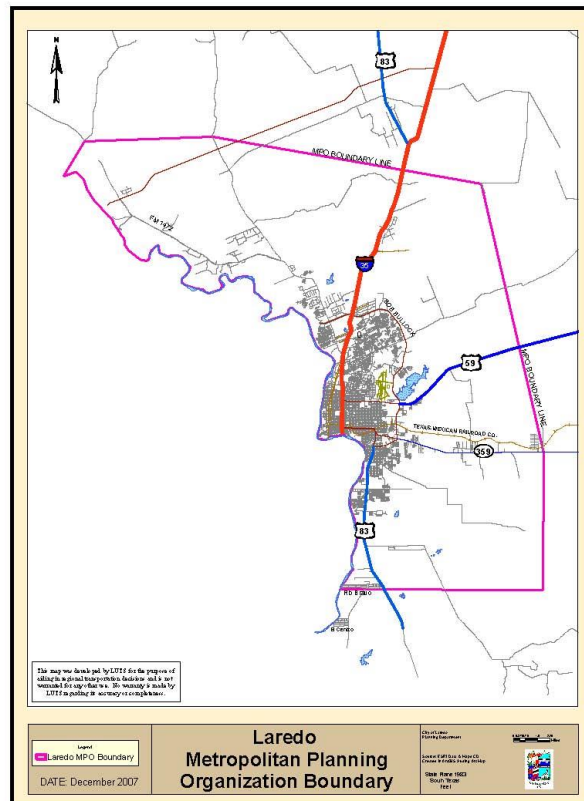 N
83
MPO BOUNDARY LINE
FM 1472
35
BOB BULLOCK
59
MPO BOUNDARY LINE
TEXAS MEXICAN RAILROAD CO.
359
83
Rio Bravo
El Cenizo
This map was developed by LUTS for the purpose of
aiding in regional transportation decisions and is not
warranted for any other use. No warranty is made by
LUTS regarding its accuracy or completeness.
Legend
Laredo MPO Boundary
DATE: December 2007
Laredo
Metropolitan Planning
Organization Boundary
City of Laredo
Planning Department
South Texas
Feet